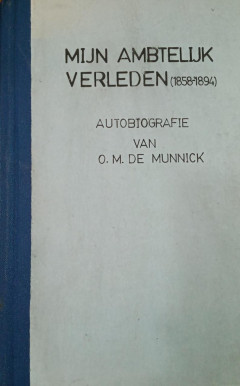 MIJN AMBTELIJK
VERLEDEN (1858-1894)
AUTOBIOGRAFIE
VAN
O. M. DE MUNNICK